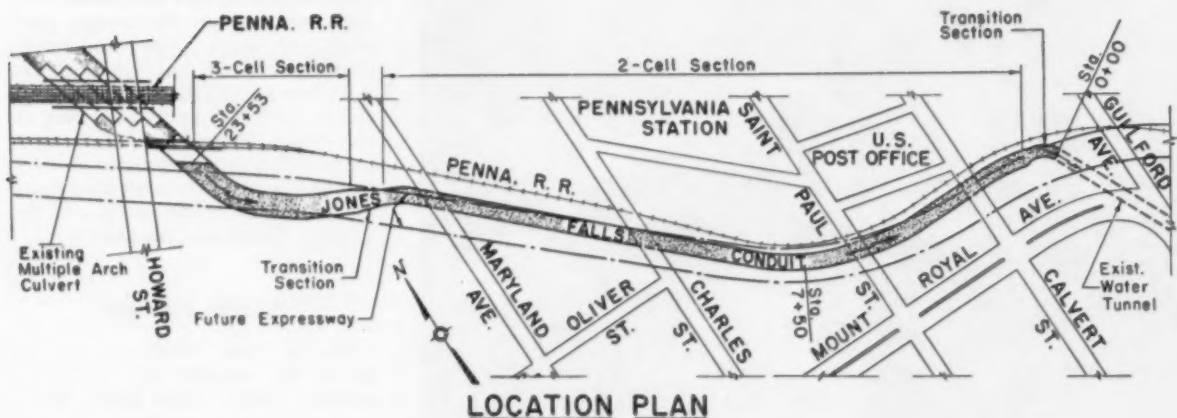 PENNA. R.R.
3-Cell Section
2-Cell Section
Transition
Section
Sta.
0+00
Sta.
23+53
PENNSYLVANIA
STATION
SAINT
PAUL
ST.
U.S.
POST OFFICE
GUILFORD
AVE.
PENNA. R. R.
JONES
FALLS
CONDUIT
Existing
Multiple Arch
Culvert
HOWARD
ST.
Transition
Section
Future Expressway
N
MARYLAND
AVE.
OLIVER
ST.
CHARLES
ST.
Sta.
7+50
MOUNT
ROYAL
AVE.
CALVERT
ST.
Exist.
Water
Tunnel
LOCATION PLAN